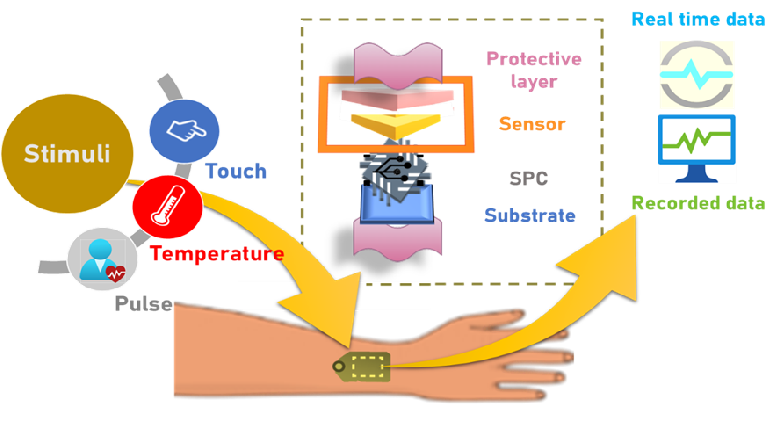 Real time data
Protective
layer
Stimuli
Sensor
Touch
SPC
Recorded data
Substrate
Temperature
Pulse